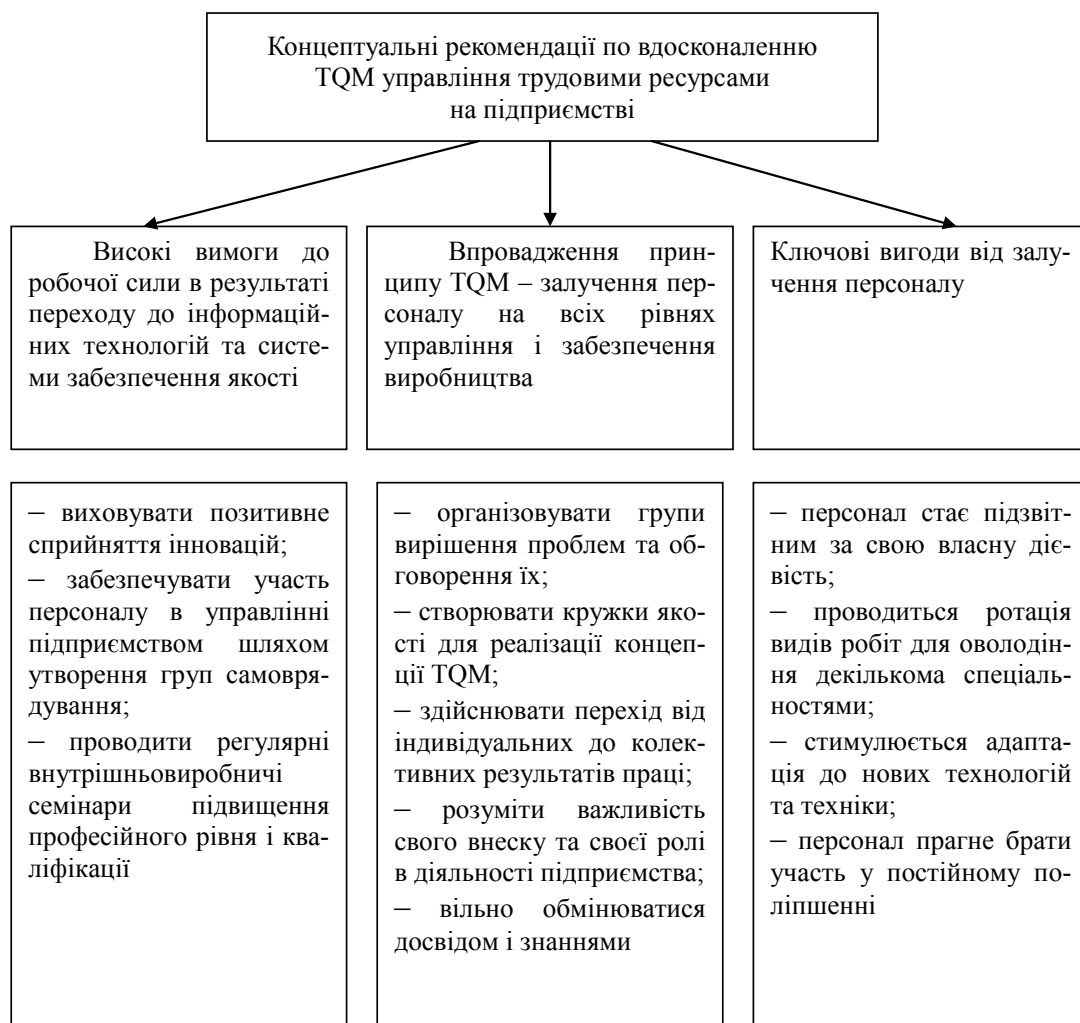 Концептуальні рекомендації по вдосконаленню
TQM управління трудовими ресурсами
на підприємстві
Високі вимоги до
робочої сили в результаті
переходу до інформацій-
них технологій та систе-
ми забезпечення якості
Впровадження прин-
ципу TQM – залучення пер-
соналу на всіх рівнях
управління і забезпечення
виробництва
Ключові вигоди від залу-
чення персоналу
– виховувати позитивне
сприйняття інновацій;
– забезпечувати участь
персоналу в управлінні
підприємством шляхом
утворення груп самовря-
дування;
– проводити регулярні
внутрішньовиробничі
семінари підвищення
професійного рівня і ква-
ліфікації
– організовувати групи
вирішення проблем та об-
говорення їх;
– створювати кружки яко-
сті для реалізації концеп-
ції TQM;
– здійснювати перехід від
індивідуальних до колек-
тивних результатів праці;
– розуміти важливість
свого внеску та своєї ролі
в діяльності підприємства;
– вільно обмінюватися
досвідом і знаннями
– персонал стає підзвіт-
ним за свою власну діє-
вість;
– проводиться ротація
видів робіт для оволодін-
ня декількома спеціаль-
ностями;
– стимулюється адапта-
ція до нових технологій
та техніки;
– персонал прагне брати
участь у постійному по-
ліпшенні